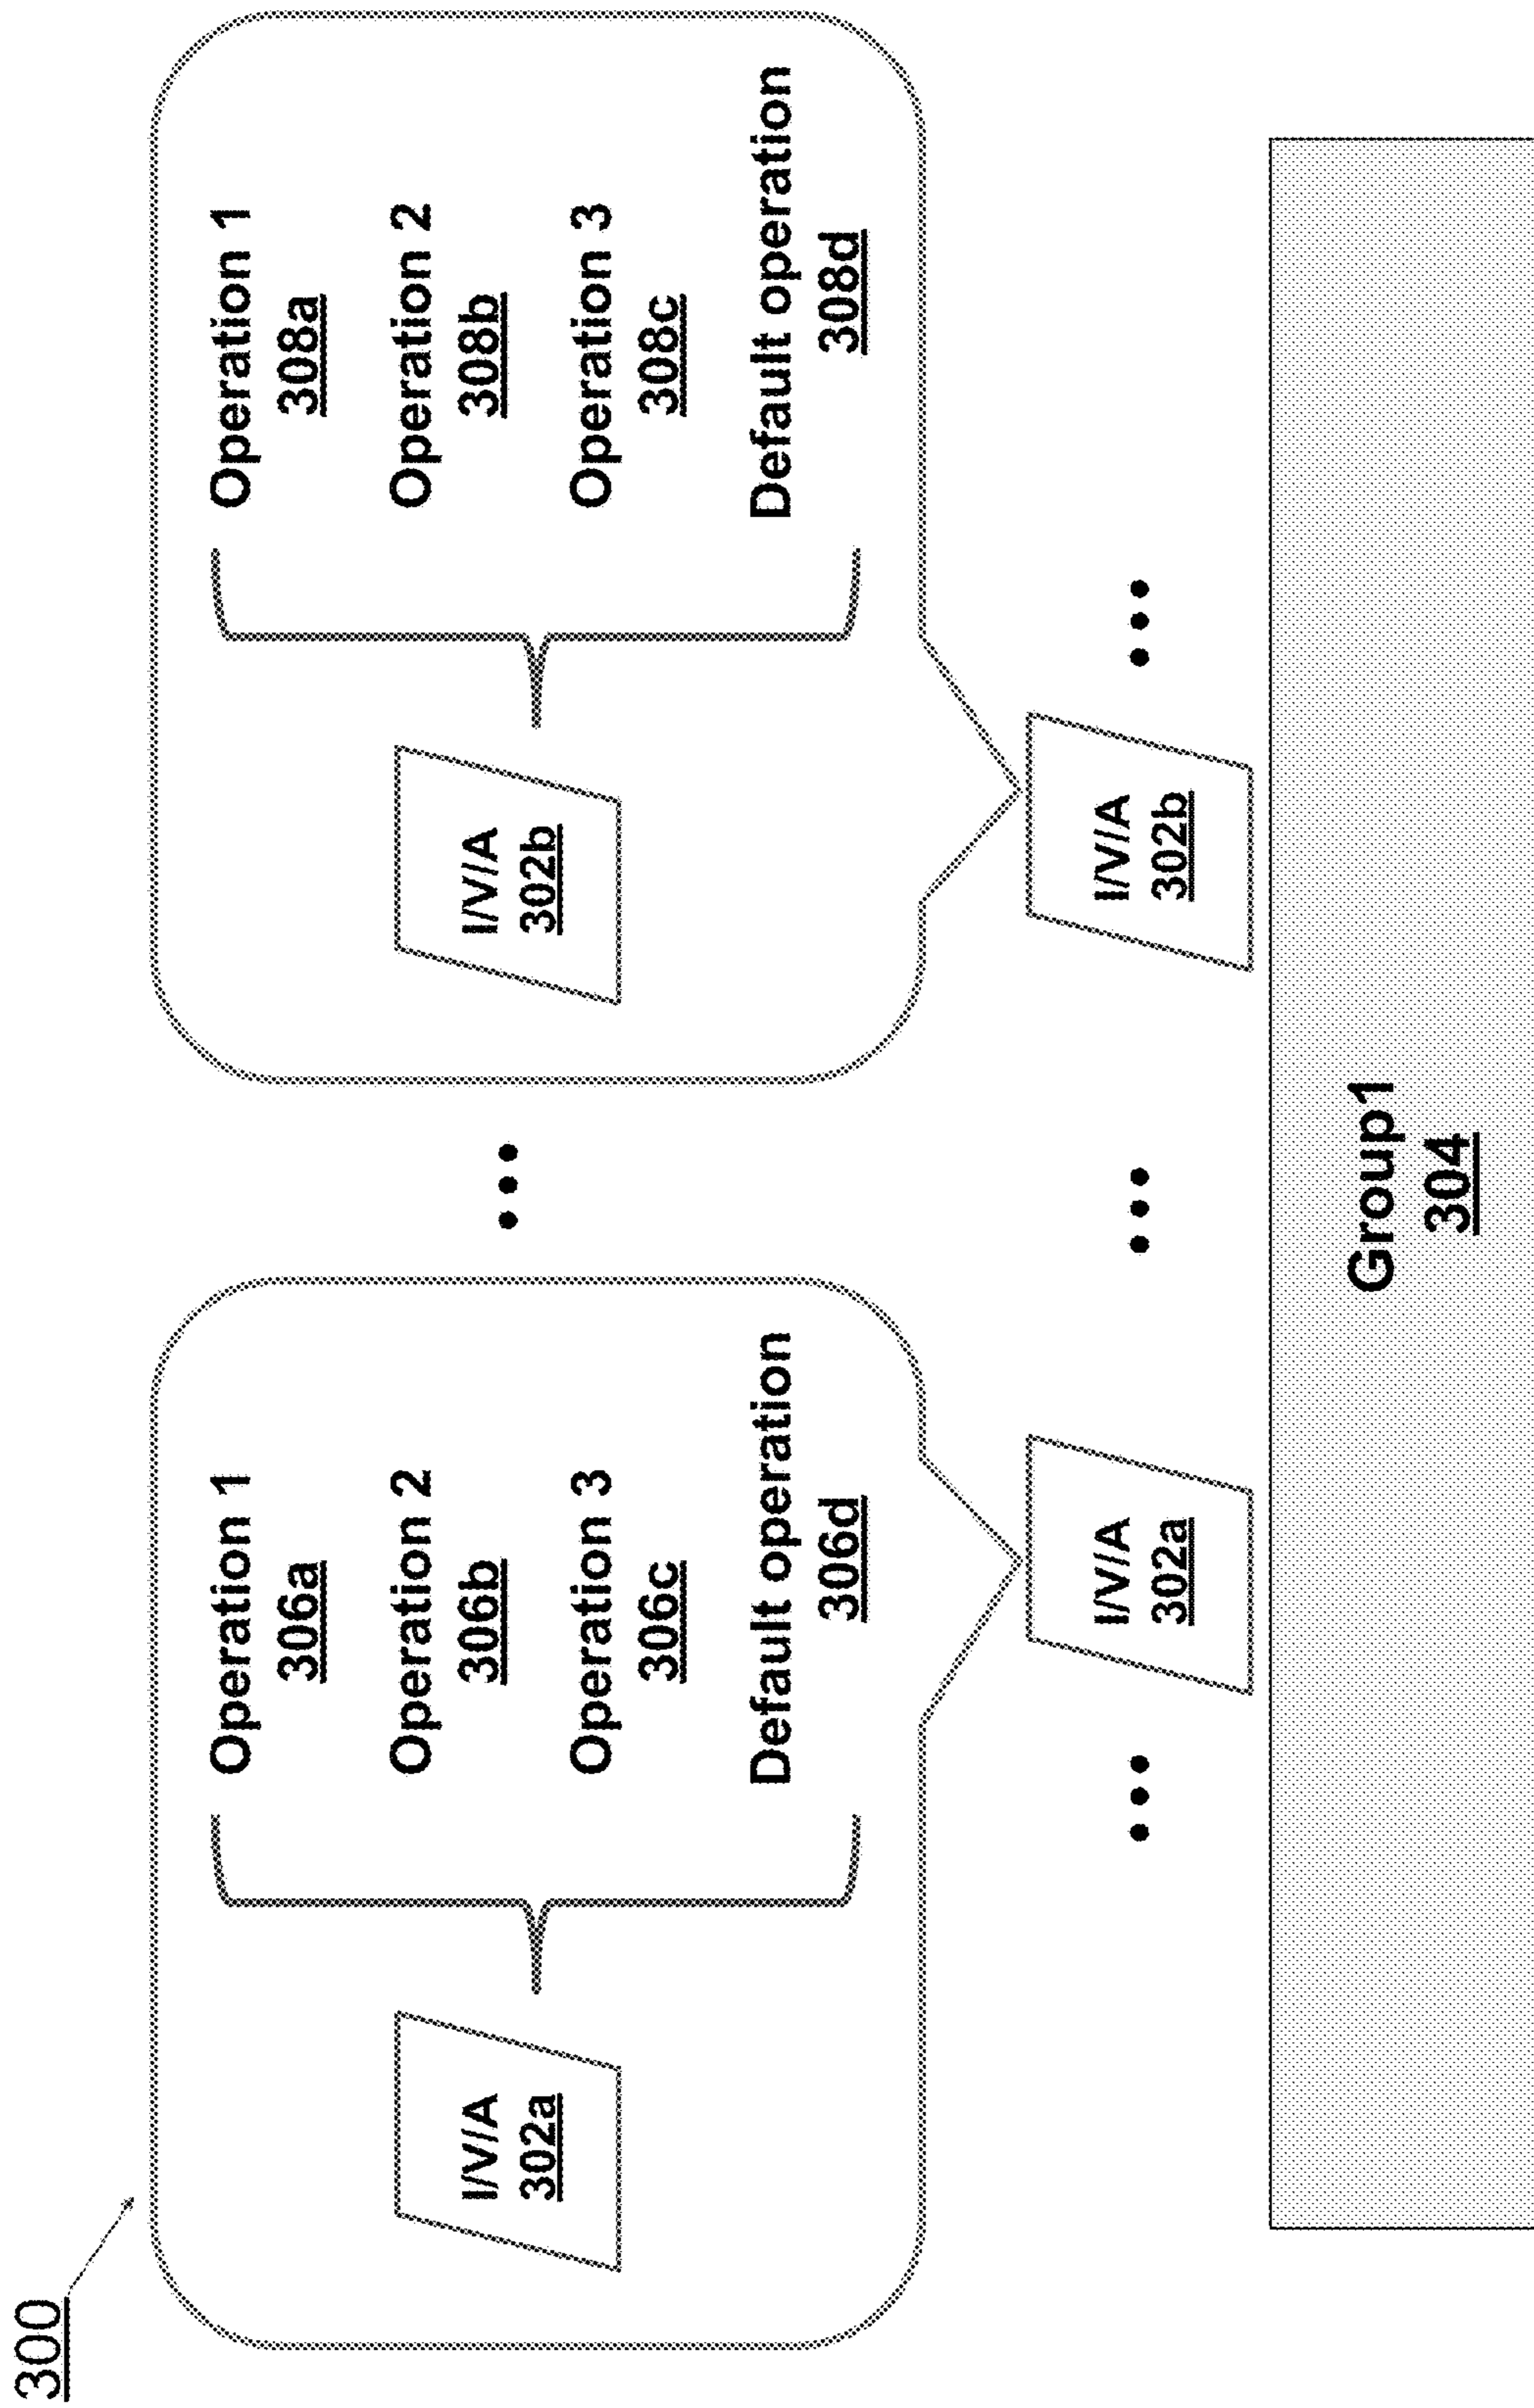 300
I/V/A
302a
Operation 1
306a
Operation 2
306b
Operation 3
306c
Default operation
306d
I/V/A
302b
Operation 1
308a
Operation 2
308b
Operation 3
308c
Default operation
308d
I/V/A
302a
I/V/A
302b
Group1
304